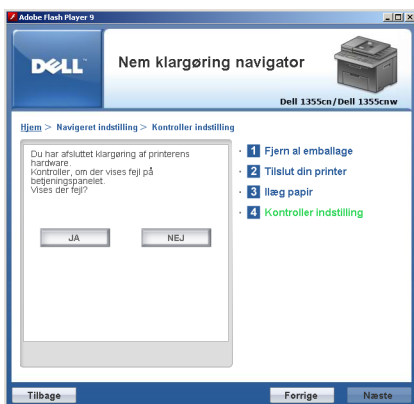 Adobe Flash Player 9
DELL™
Nem klargøring navigator
Dell 1355cn/Dell 1355cnw
Hjem > Navigeret indstilling > Kontroller indstilling
Du har afsluttet klargøring af printerens
hardware.
Kontroller, om der vises fejl på
betjeningspanelet.
Vises der fejl?
JA
NEJ
· 1 Fjern al emballage
· 2 Tilslut din printer
· 3 Ilæg papir
· 4 Kontroller indstilling
Tilbage
Forrige
Næste